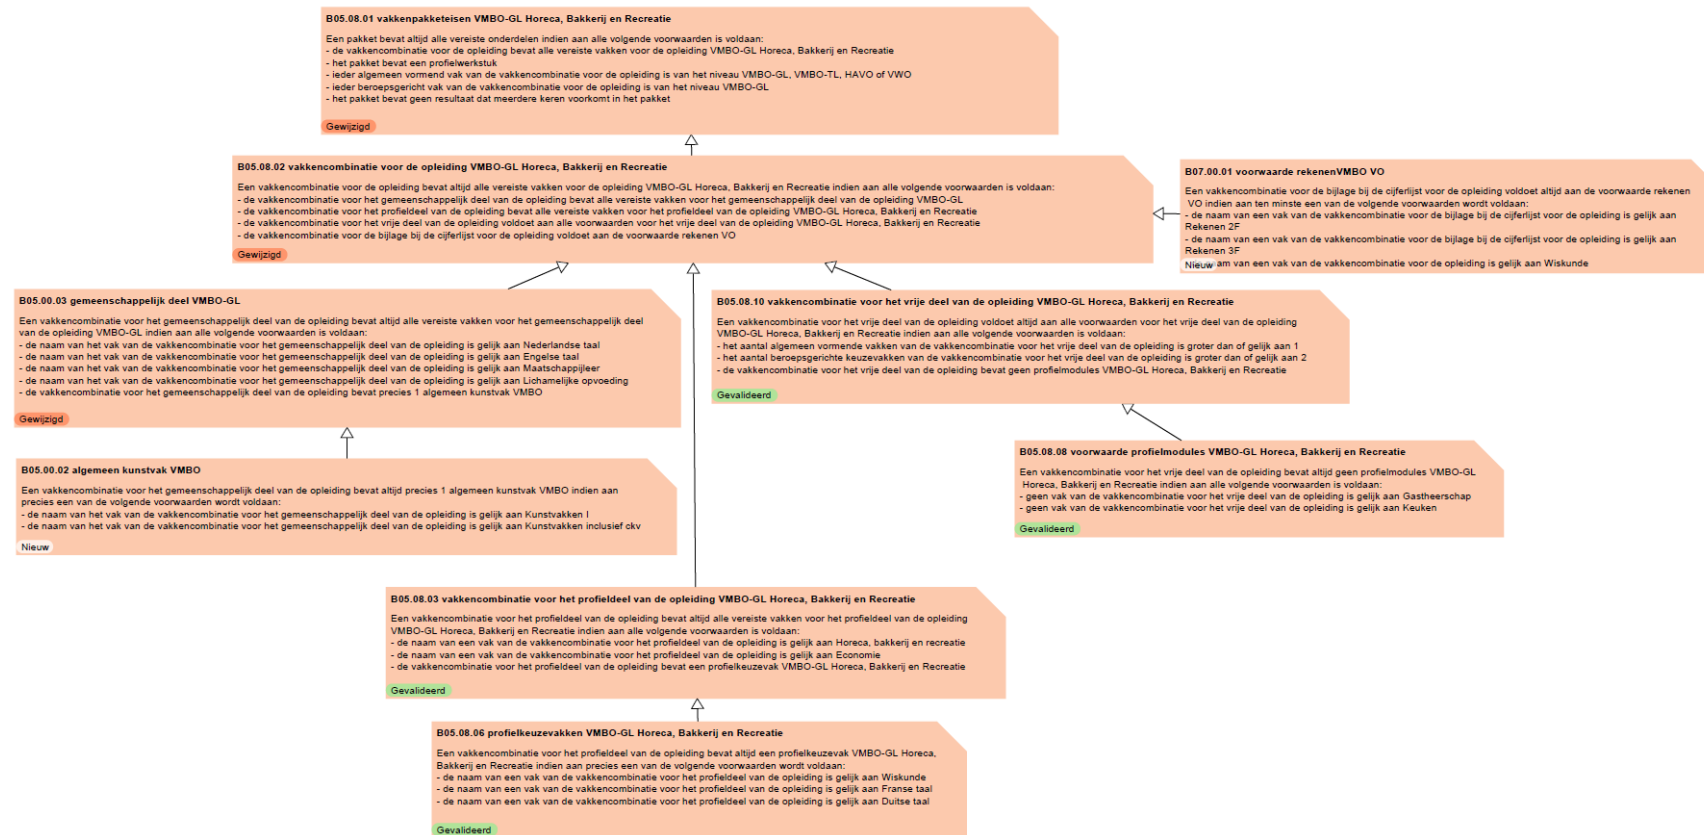 B05.08.01 vakkenpakketeisen VMBO-GL Horeca, Bakkerij en Recreatie
Een pakket bevat altijd alle vereiste onderdelen indien aan alle volgende voorwaarden is voldaan:
- de vakkencombinatie voor de opleiding bevat alle vereiste vakken voor de opleiding VMBO-GL Horeca, Bakkerij en Recreatie
- het pakket bevat een profielwerkstuk
- ieder algemeen vormend vak van de vakkencombinatie voor de opleiding is van het niveau VMBO-GL, VMBO-TL, HAVO of VWO
- ieder beroepsgericht vak van de vakkencombinatie voor de opleiding is van het niveau VMBO-GL
- het pakket bevat geen resultaat dat meerdere keren voorkomt in het pakket
Gewijzigd
B05.08.02 vakkencombinatie voor de opleiding VMBO-GL Horeca, Bakkerij en Recreatie
Een vakkencombinatie voor de opleiding bevat altijd alle vereiste vakken voor de opleiding VMBO-GL Horeca, Bakkerij en Recreatie indien aan alle volgende voorwaarden is voldaan:
- de vakkencombinatie voor het gemeenschappelijk deel van de opleiding bevat alle vereiste vakken voor het gemeenschappelijk deel van de opleiding VMBO-GL
- de vakkencombinatie voor het profieldeel van de opleiding bevat alle vereiste vakken voor het profieldeel van de opleiding VMBO-GL Horeca, Bakkerij en Recreatie
- de vakkencombinatie voor het vrije deel van de opleiding voldoet aan alle voorwaarden voor het vrije deel van de opleiding VMBO-GL Horeca, Bakkerij en Recreatie
- de vakkencombinatie voor de bijlage bij de cijferlijst voor de opleiding voldoet aan de voorwaarde rekenen VO
Gewijzigd
B07.00.01 voorwaarde rekenenVMBO VO
Een vakkencombinatie voor de bijlage bij de cijferlijst voor de opleiding voldoet altijd aan de voorwaarde rekenen
VO indien aan ten minste een van de volgende voorwaarden wordt voldaan:
- de naam van een vak van de vakkencombinatie voor de bijlage bij de cijferlijst voor de opleiding is gelijk aan
Rekenen 2F
- de naam van een vak van de vakkencombinatie voor de bijlage bij de cijferlijst voor de opleiding is gelijk aan
Rekenen 3F
Nieuw am van een vak van de vakkencombinatie voor de opleiding is gelijk aan Wiskunde
B05.00.03 gemeenschappelijk deel VMBO-GL
Een vakkencombinatie voor het gemeenschappelijk deel van de opleiding bevat altijd alle vereiste vakken voor het gemeenschappelijk deel
van de opleiding VMBO-GL indien aan alle volgende voorwaarden is voldaan:
- de naam van het vak van de vakkencombinatie voor het gemeenschappelijk deel van de opleiding is gelijk aan Nederlandse taal
- de naam van het vak van de vakkencombinatie voor het gemeenschappelijk deel van de opleiding is gelijk aan Engelse taal
- de naam van het vak van de vakkencombinatie voor het gemeenschappelijk deel van de opleiding is gelijk aan Maatschappijleer
- de naam van het vak van de vakkencombinatie voor het gemeenschappelijk deel van de opleiding is gelijk aan Lichamelijke opvoeding
- de vakkencombinatie voor het gemeenschappelijk deel van de opleiding bevat precies 1 algemeen kunstvak VMBO
Gewijzigd
B05.08.10 vakkencombinatie voor het vrije deel van de opleiding VMBO-GL Horeca, Bakkerij en Recreatie
Een vakkencombinatie voor het vrije deel van de opleiding voldoet altijd aan alle voorwaarden voor het vrije deel van de opleiding
VMBO-GL Horeca, Bakkerij en Recreatie indien aan alle volgende voorwaarden is voldaan:
- het aantal algemeen vormende vakken van de vakkencombinatie voor het vrije deel van de opleiding is groter dan of gelijk aan 1
- het aantal beroepsgerichte keuzevakken van de vakkencombinatie voor het vrije deel van de opleiding is groter dan of gelijk aan 2
- de vakkencombinatie voor het vrije deel van de opleiding bevat geen profielmodules VMBO-GL Horeca, Bakkerij en Recreatie
Gevalideerd
B05.00.02 algemeen kunstvak VMBO
Een vakkencombinatie voor het gemeenschappelijk deel van de opleiding bevat altijd precies 1 algemeen kunstvak VMBO indien aan
precies een van de volgende voorwaarden wordt voldaan:
- de naam van het vak van de vakkencombinatie voor het gemeenschappelijk deel van de opleiding is gelijk aan Kunstvakken I
- de naam van het vak van de vakkencombinatie voor het gemeenschappelijk deel van de opleiding is gelijk aan Kunstvakken inclusief ckv
Nieuw
B05.08.08 voorwaarde profielmodules VMBO-GL Horeca, Bakkerij en Recreatie
Een vakkencombinatie voor het vrije deel van de opleiding bevat altijd geen profielmodules VMBO-GL
Horeca, Bakkerij en Recreatie indien aan alle volgende voorwaarden is voldaan:
- geen vak van de vakkencombinatie voor het vrije deel van de opleiding is gelijk aan Gastheerschap
- geen vak van de vakkencombinatie voor het vrije deel van de opleiding is gelijk aan Keuken
Gevalideerd
B05.08.03 vakkencombinatie voor het profieldeel van de opleiding VMBO-GL Horeca, Bakkerij en Recreatie
Een vakkencombinatie voor het profieldeel van de opleiding bevat altijd alle vereiste vakken voor het profieldeel van de opleiding
VMBO-GL Horeca, Bakkerij en Recreatie indien aan alle volgende voorwaarden is voldaan:
- de naam van een vak van de vakkencombinatie voor het profieldeel van de opleiding is gelijk aan Horeca, bakkerij en recreatie
- de naam van een vak van de vakkencombinatie voor het profieldeel van de opleiding is gelijk aan Economie
- de vakkencombinatie voor het profieldeel van de opleiding bevat een profielkeuzevak VMBO-GL Horeca, Bakkerij en Recreatie
Gevalideerd
B05.08.06 profielkeuzevakken VMBO-GL Horeca, Bakkerij en Recreatie
Een vakkencombinatie voor het profieldeel van de opleiding bevat altijd een profielkeuzevak VMBO-GL Horeca,
Bakkerij en Recreatie indien aan precies een van de volgende voorwaarden wordt voldaan:
- de naam van een vak van de vakkencombinatie voor het profieldeel van de opleiding is gelijk aan Wiskunde
- de naam van een vak van de vakkencombinatie voor het profieldeel van de opleiding is gelijk aan Franse taal
- de naam van een vak van de vakkencombinatie voor het profieldeel van de opleiding is gelijk aan Duitse taal
Gevalideerd